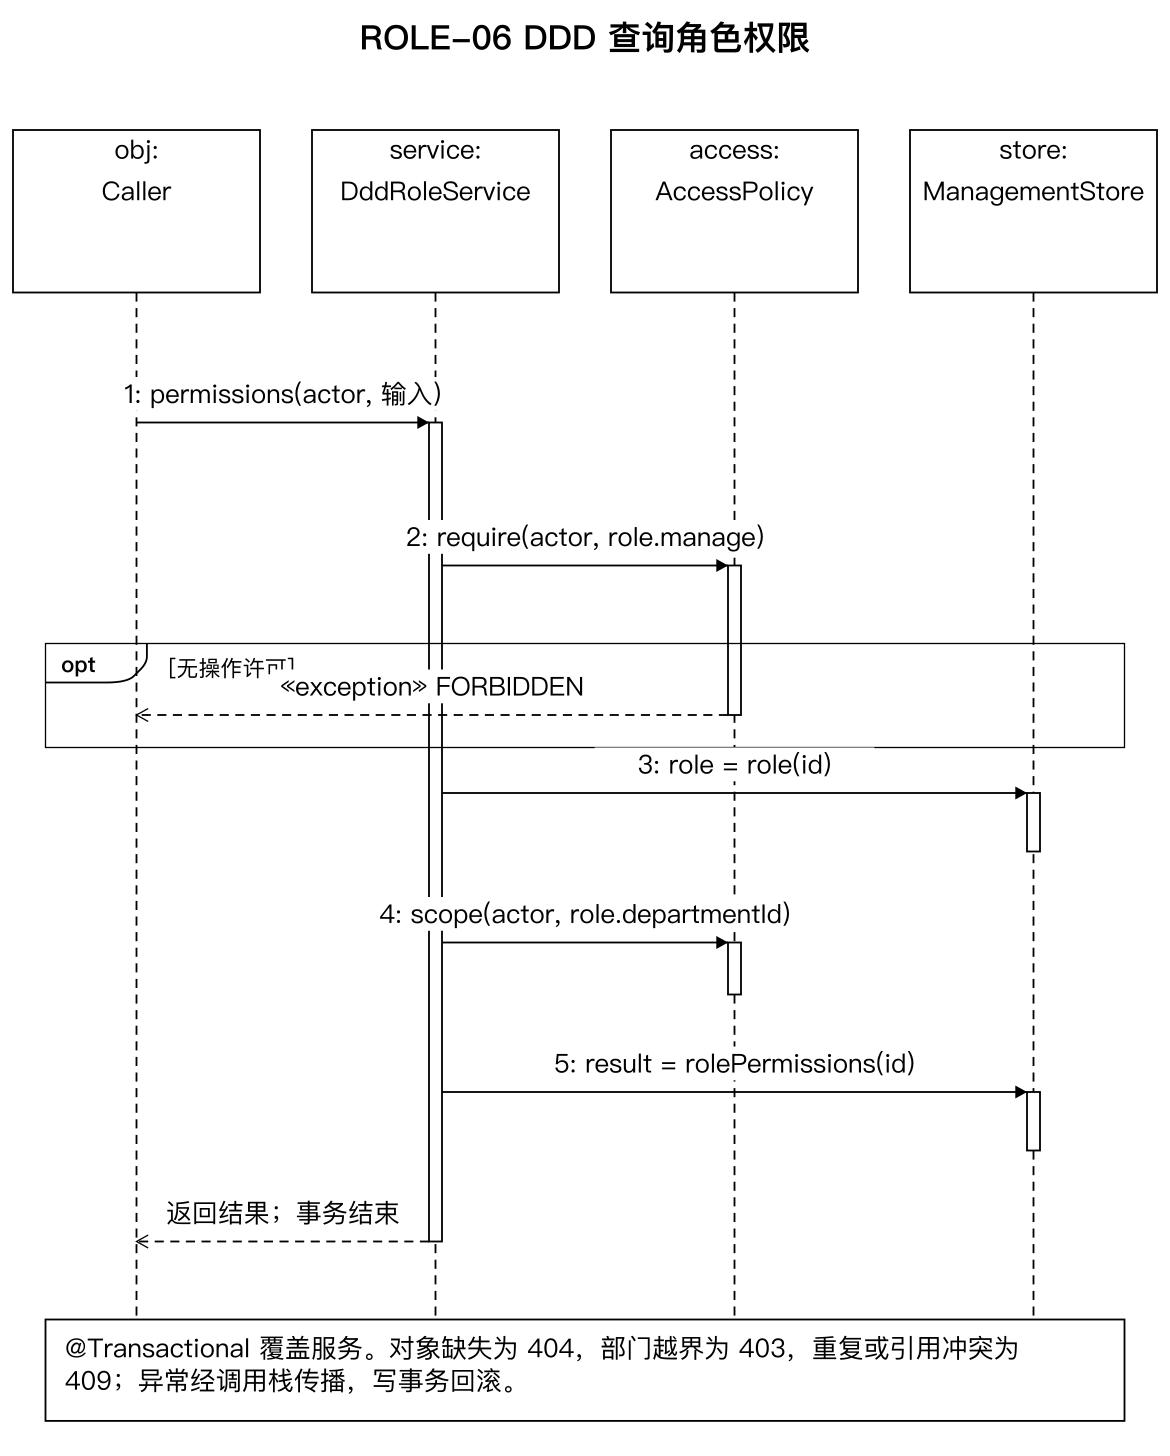 ROLE-06 DDD 查询角色权限
obj:
Caller
service:
DddRoleService
access:
AccessPolicy
store:
ManagementStore
1: permissions(actor, 输入)
2: require(actor, role.manage)
opt
[无操作许可]
«exception» FORBIDDEN
3: role = role(id)
4: scope(actor, role.departmentId)
5: result = rolePermissions(id)
返回结果；事务结束
@Transactional 覆盖服务。对象缺失为 404，部门越界为 403，重复或引用冲突为
409；异常经调用栈传播，写事务回滚。